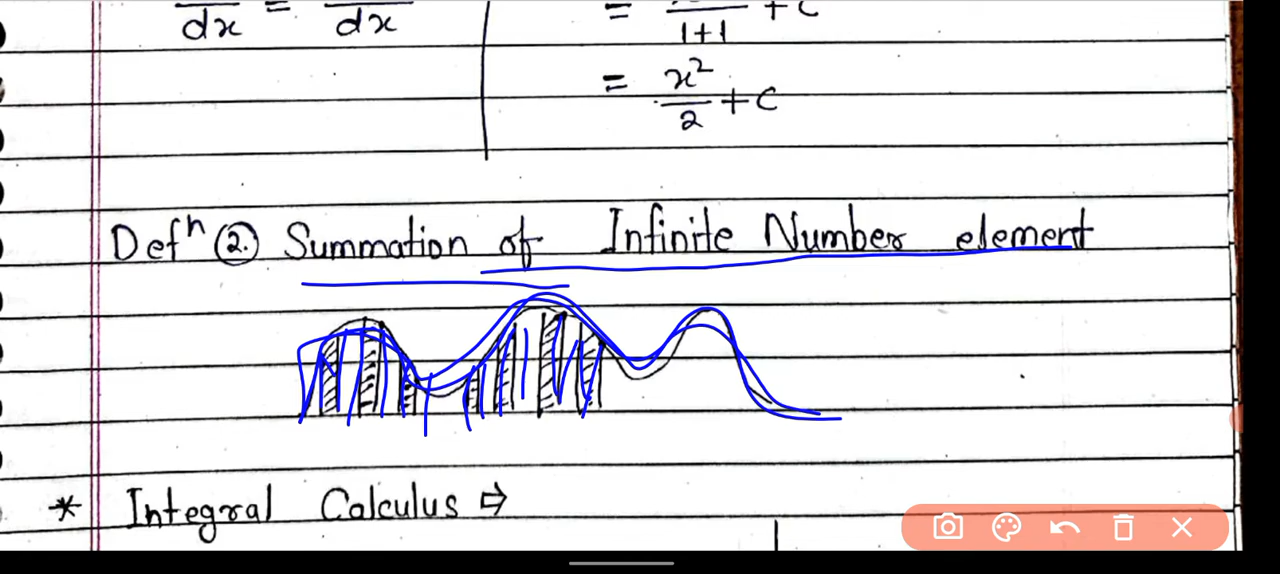 dx = dx
= 1+1 + C
= x²/2 + C
Defⁿ ②. Summation of Infinite Number element
* Integral Calculus ⇒